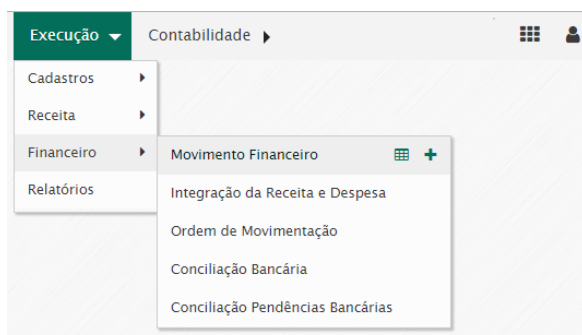 Execução Contabilidade
Cadastros
Receita
Financeiro
Movimento Financeiro
Relatórios
Integração da Receita e Despesa
Ordem de Movimentação
Conciliação Bancária
Conciliação Pendências Bancárias